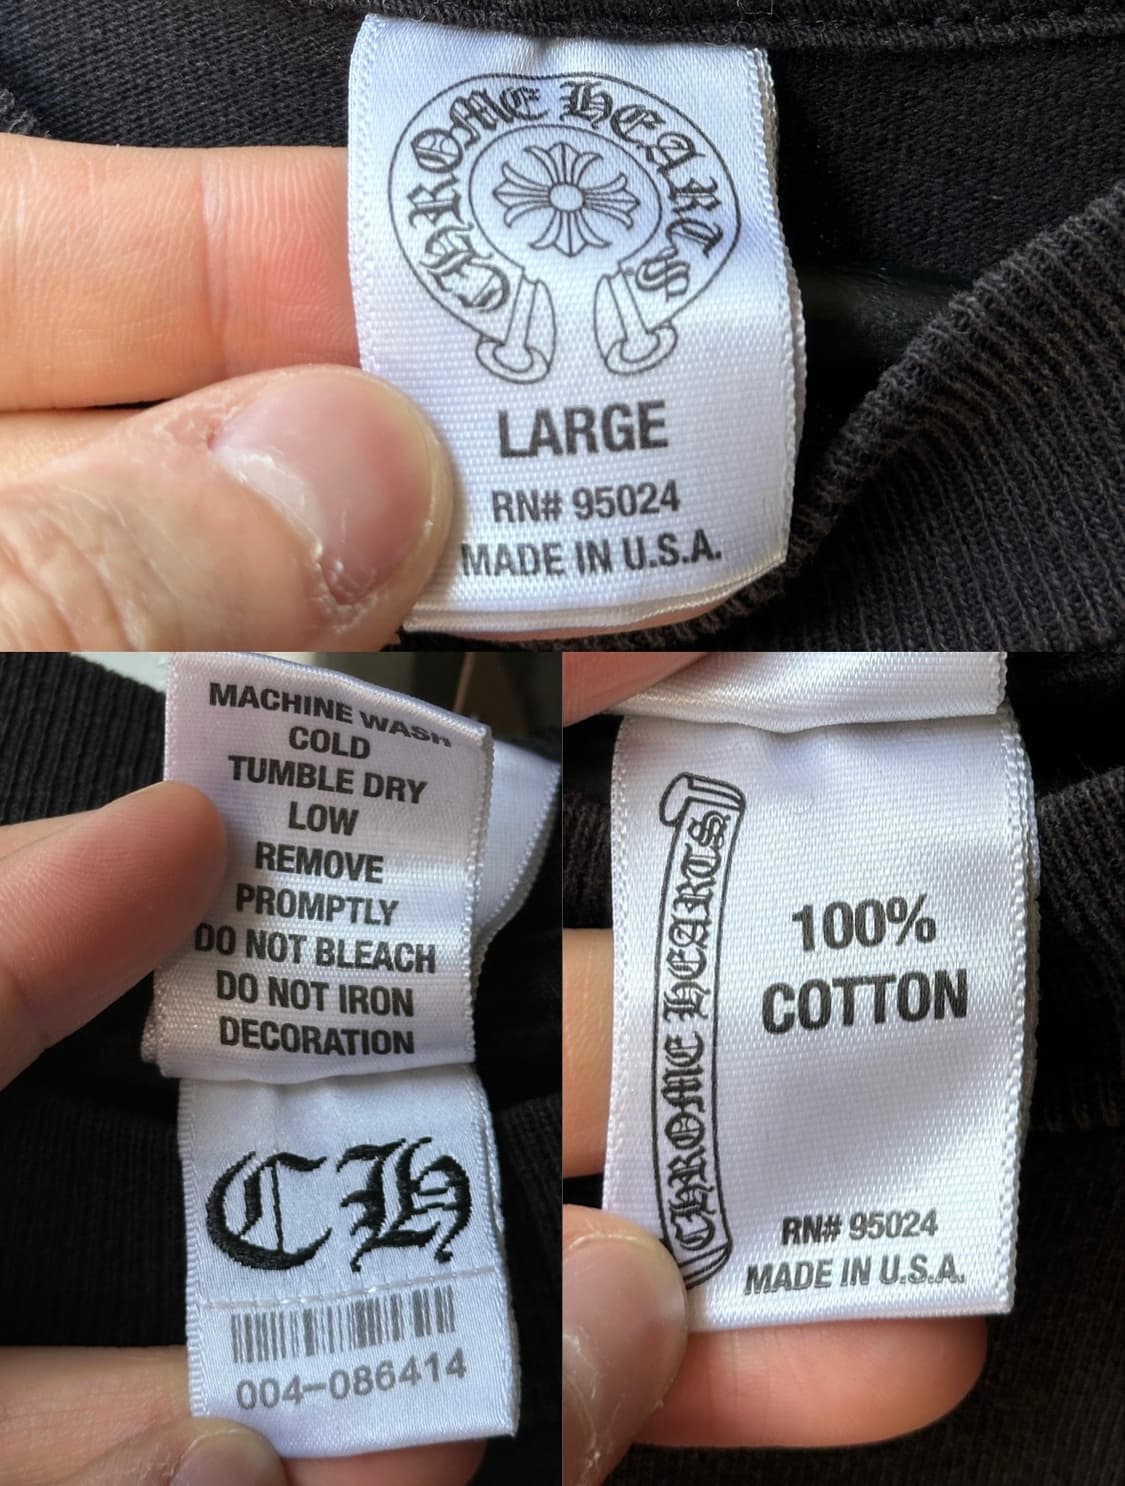 CHROME HEARTS
LARGE
RN# 95024
MADE IN U.S.A.
MACHINE WASH
COLD
TUMBLE DRY
LOW
REMOVE
PROMPTLY
DO NOT BLEACH
DO NOT IRON
DECORATION
CH
004-086414
CHROME HEARTS
100%
COTTON
RN# 95024
MADE IN U.S.A.